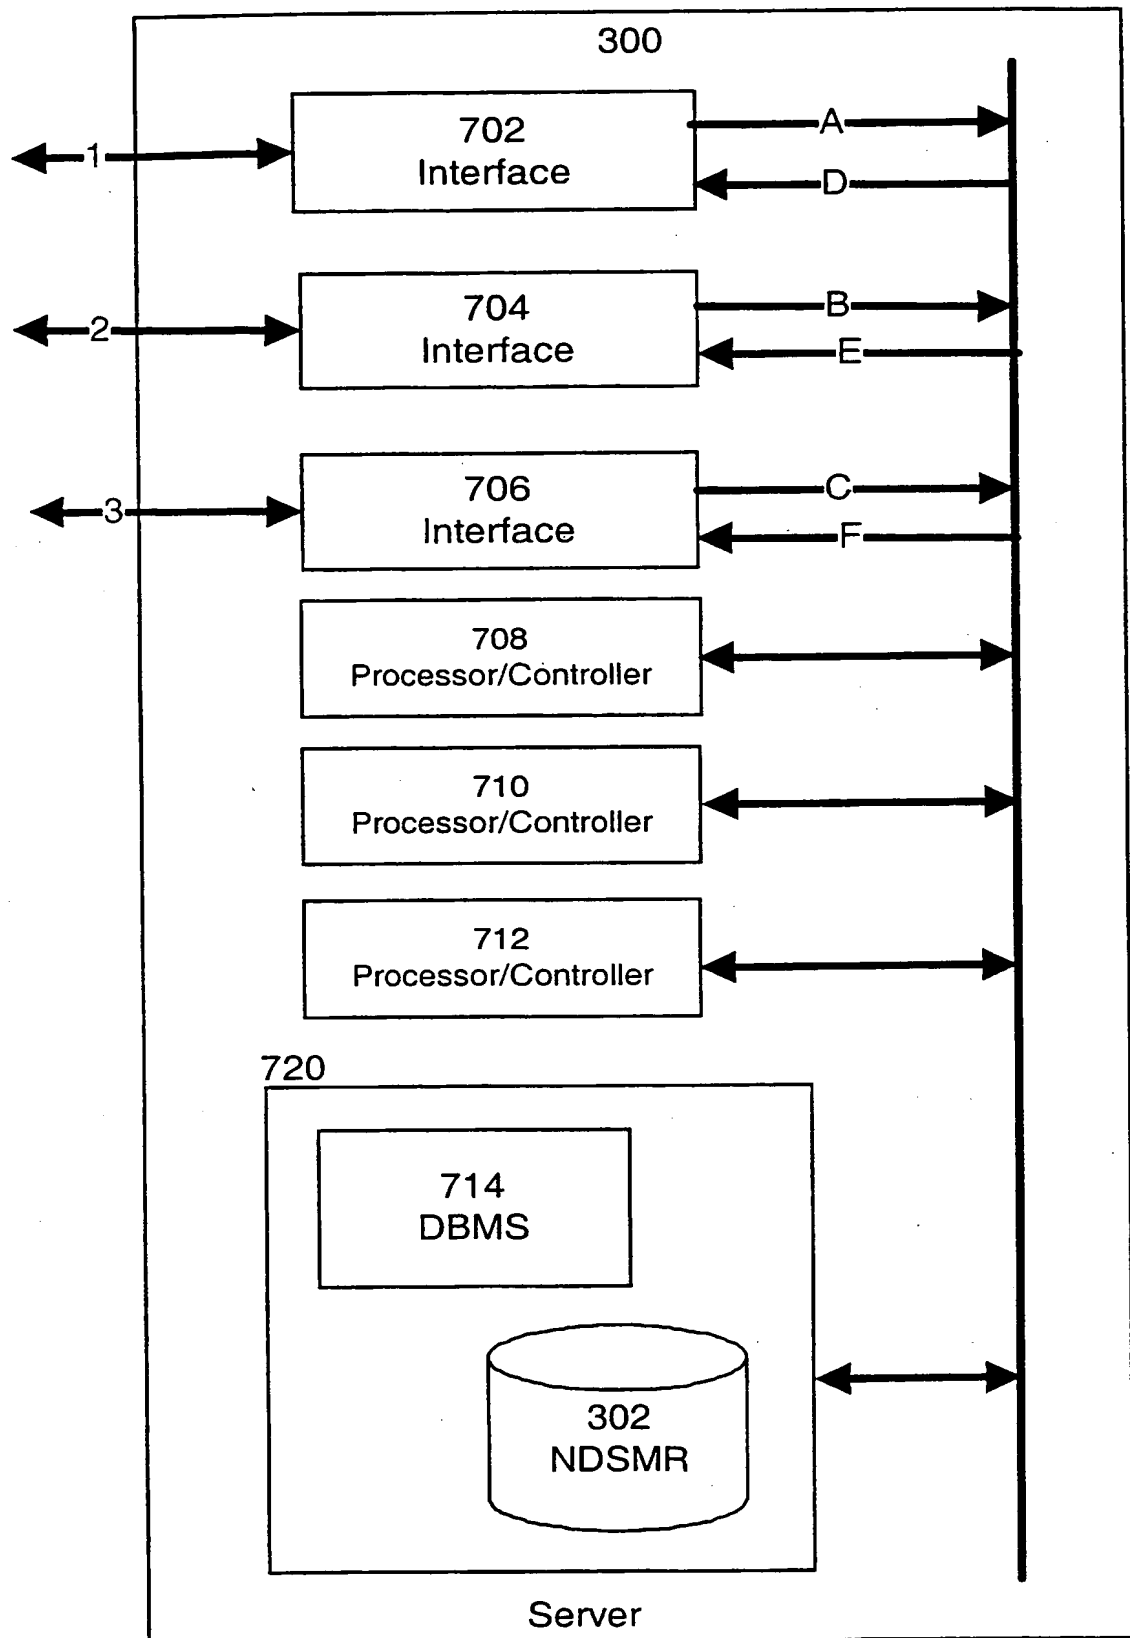 300
702
Interface
1
A
D
704
Interface
2
B
E
706
Interface
3
C
F
708
Processor/Controller
710
Processor/Controller
712
Processor/Controller
720
714
DBMS
302
NDSMR
Server